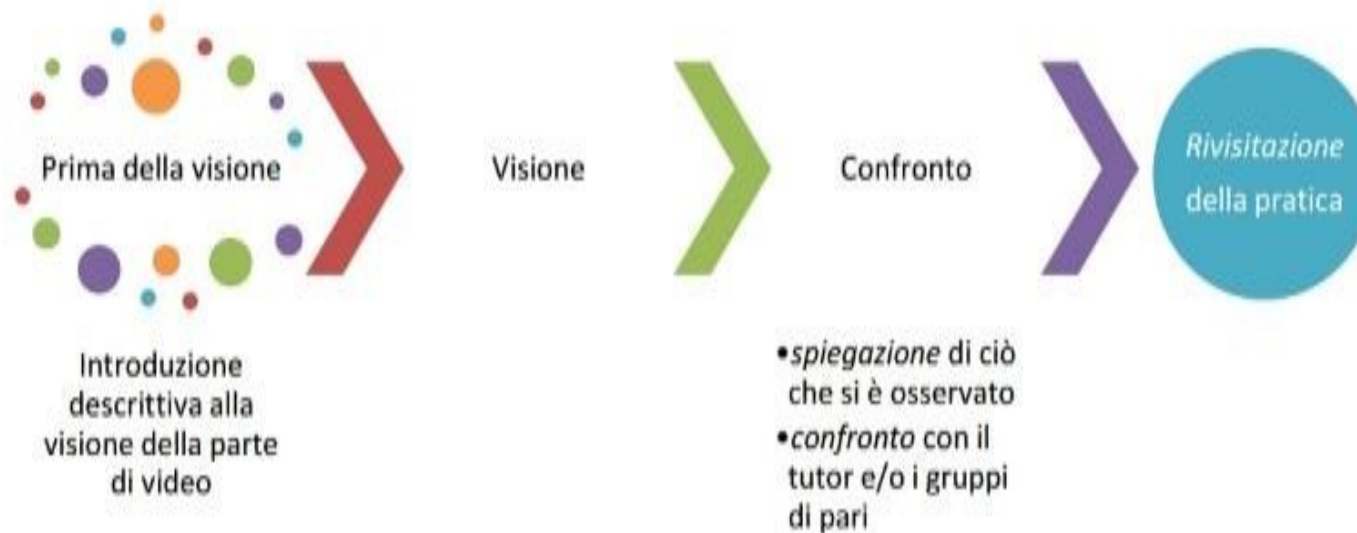 Prima della visione
Visione
Confronto
Rivisitazione
della pratica
Introduzione
descrittiva alla
visione della parte
di video
•spiegazione di ciò
che si è osservato
•confronto con il
tutor e/o i gruppi
di pari